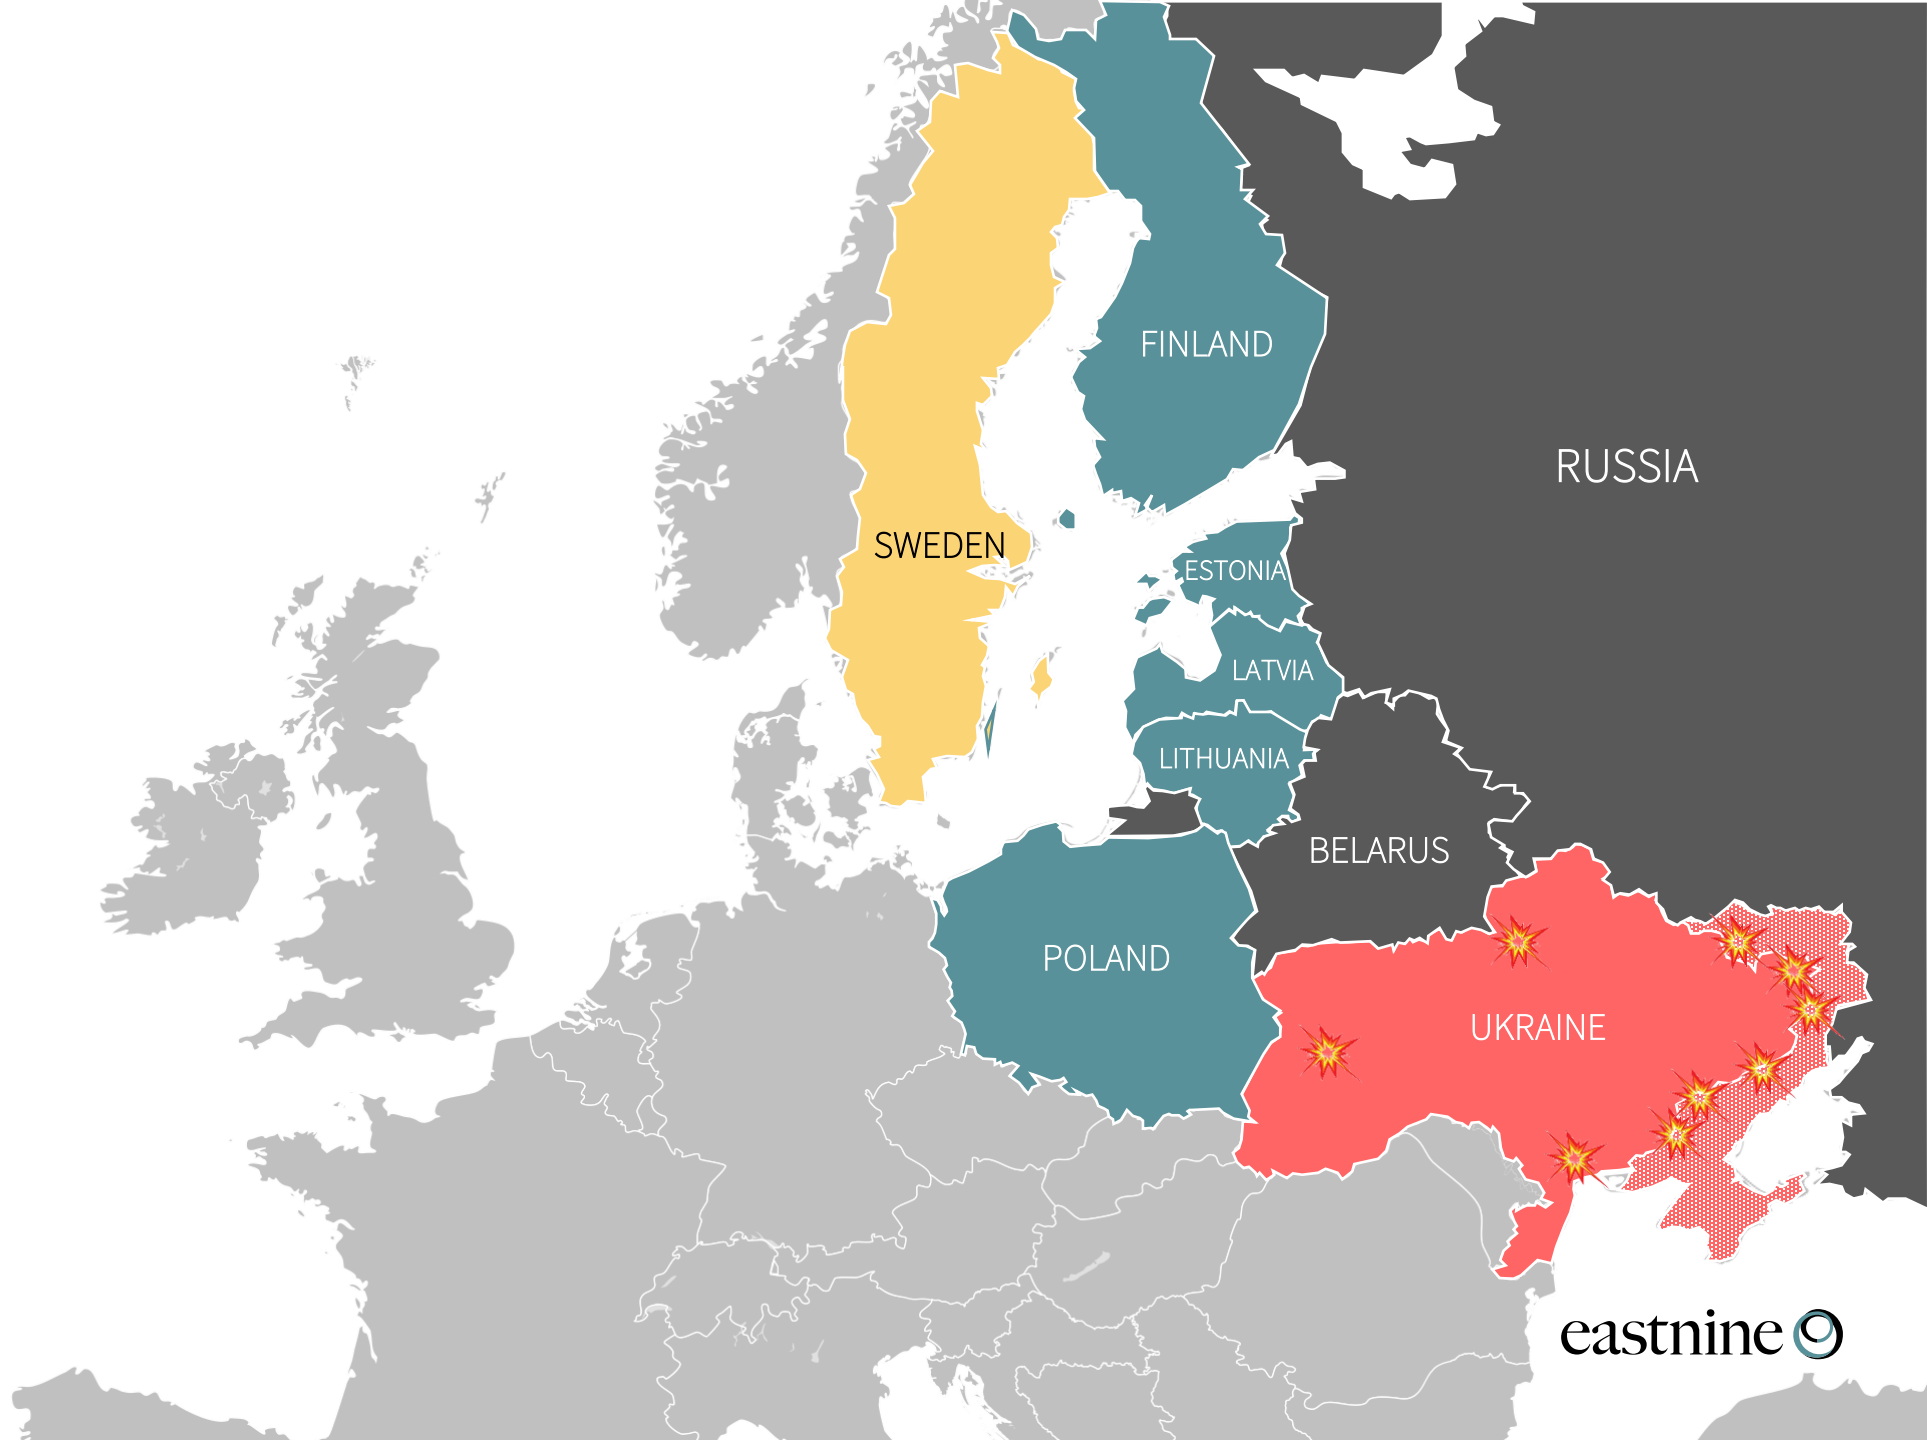 FINLAND
RUSSIA
SWEDEN
ESTONIA
LATVIA
LITHUANIA
BELARUS
POLAND
UKRAINE
eastnine